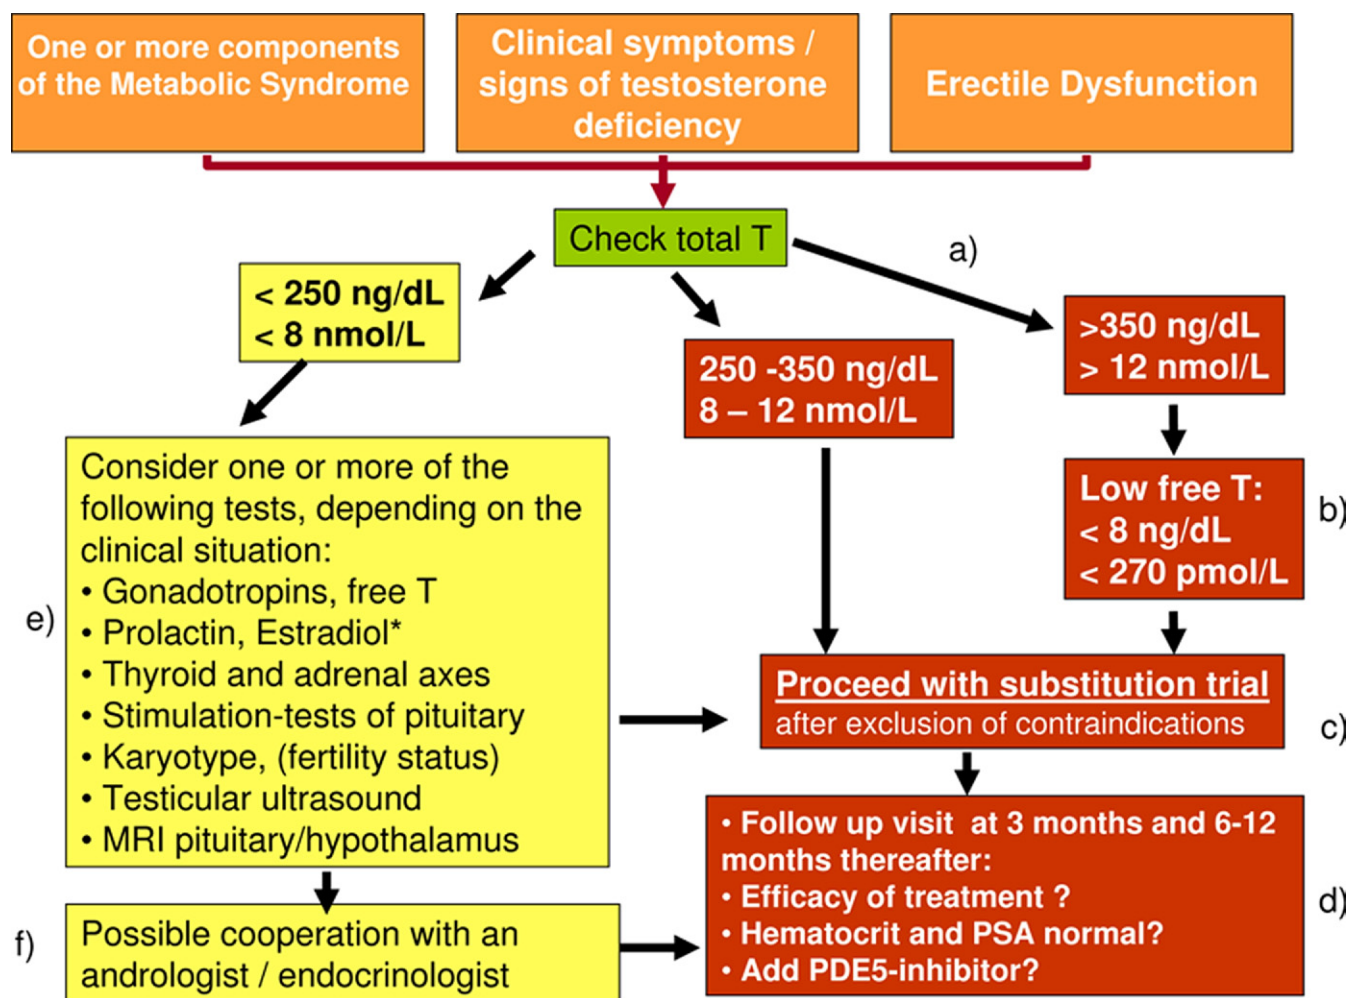 One or more components
of the Metabolic Syndrome
Clinical symptoms /
signs of testosterone
deficiency
Erectile Dysfunction
Check total T
a)
< 250 ng/dL
< 8 nmol/L
250 -350 ng/dL
8 – 12 nmol/L
>350 ng/dL
> 12 nmol/L
Low free T:
< 8 ng/dL
< 270 pmol/L
b)
e)
Consider one or more of the
following tests, depending on the
clinical situation:
• Gonadotropins, free T
• Prolactin, Estradiol*
• Thyroid and adrenal axes
• Stimulation-tests of pituitary
• Karyotype, (fertility status)
• Testicular ultrasound
• MRI pituitary/hypothalamus
Proceed with substitution trial
after exclusion of contraindications
c)
• Follow up visit at 3 months and 6-12
months thereafter:
• Efficacy of treatment ?
• Hematocrit and PSA normal?
• Add PDE5-inhibitor?
d)
f)
Possible cooperation with an
andrologist / endocrinologist